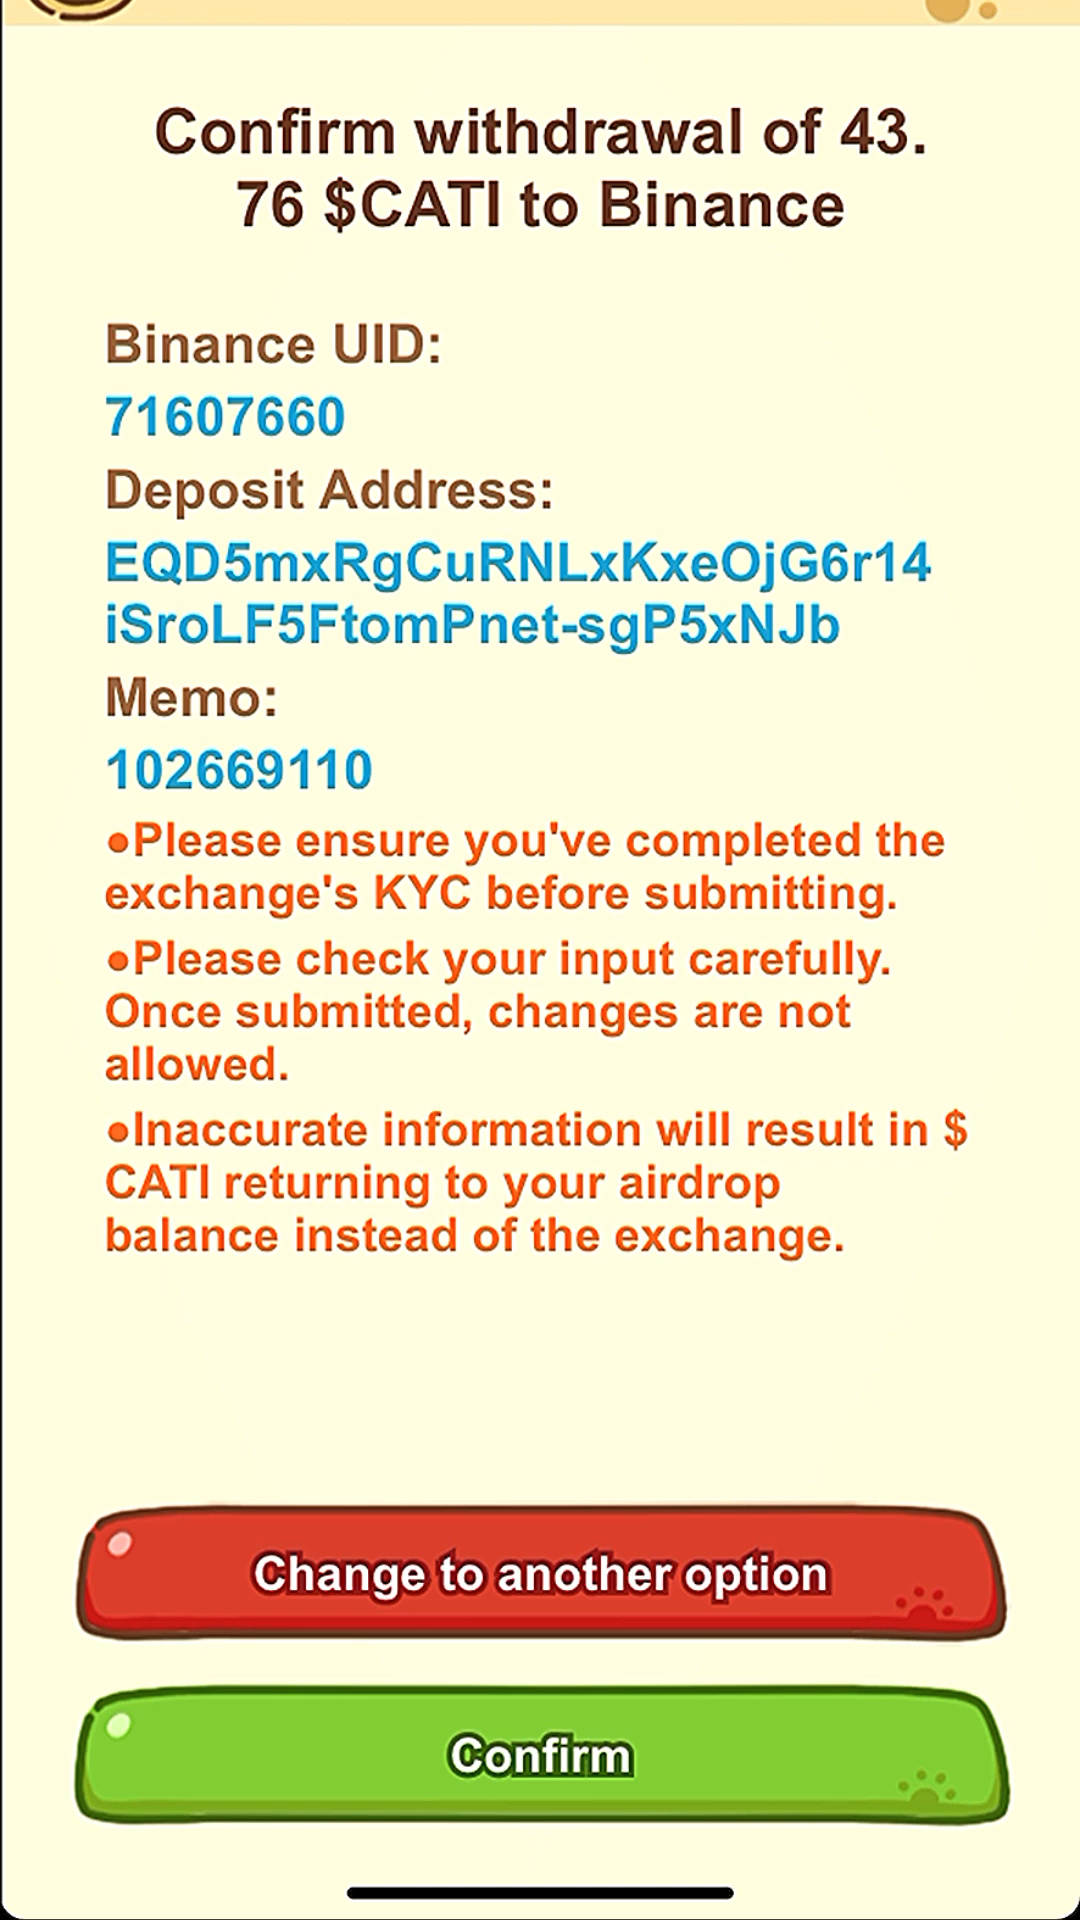 Confirm withdrawal of 43.
76 $CATI to Binance
Binance UID:
71607660
Deposit Address:
EQD5mxRgCuRNLxKxeOjG6r14
iSroLF5FtomPnet-sgP5xNJb
Memo:
102669110
●Please ensure you've completed the
exchange's KYC before submitting.
●Please check your input carefully.
Once submitted, changes are not
allowed.
●Inaccurate information will result in $
CATI returning to your airdrop
balance instead of the exchange.
Change to another option
Confirm